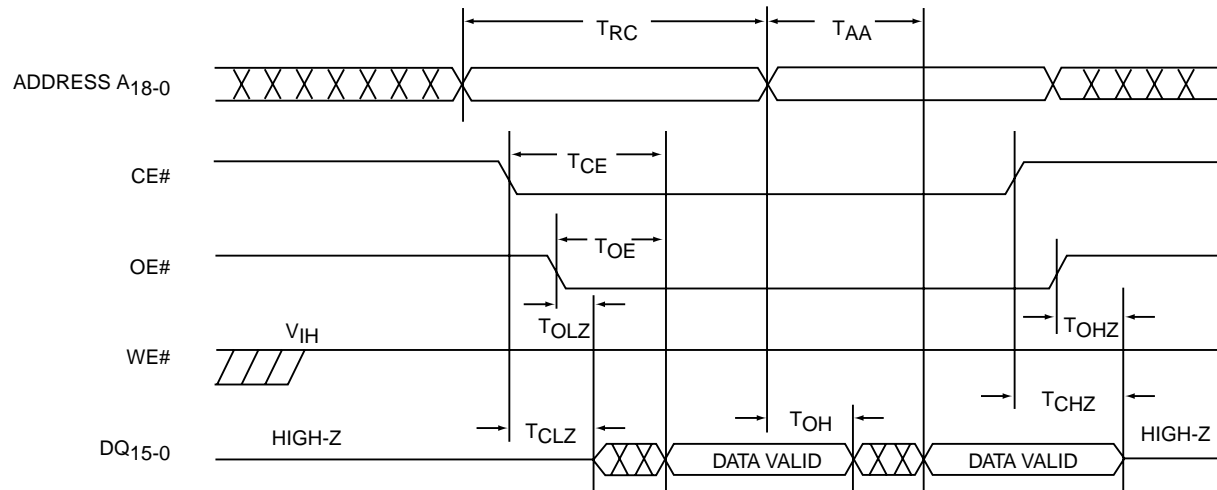 TRC
TAA
ADDRESS A18-0
TCE
CE#
TOE
OE#
TOLZ
TOHZ
VIH
WE#
TCHZ
TCLZ
TOH
HIGH-Z
HIGH-Z
DQ15-0
DATA VALID
DATA VALID